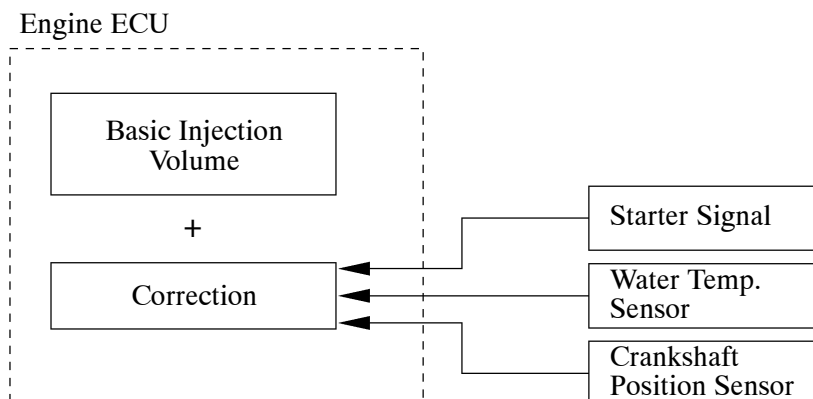 Engine ECU
Basic Injection
Volume
+
Correction
Starter Signal
Water Temp.
Sensor
Crankshaft
Position Sensor